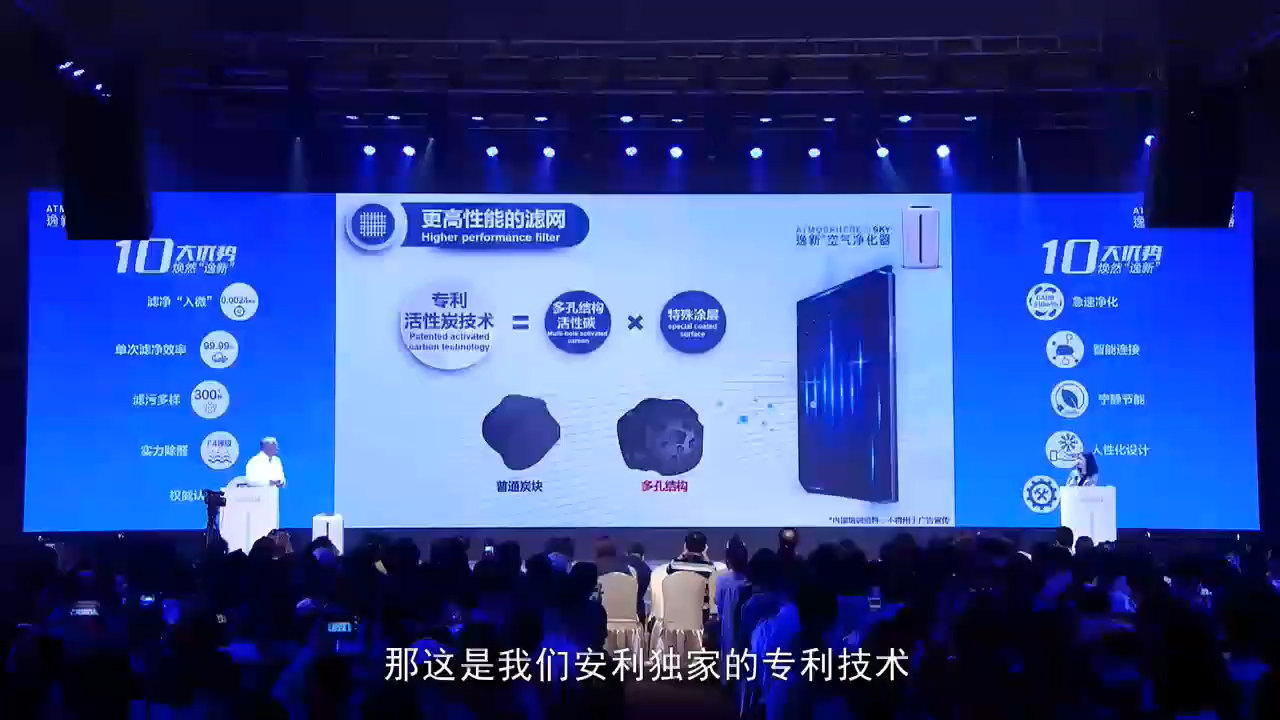 10大优势
焕然“逸新”
滤净“入微”
0.0024
单次滤净效率
99.99
滤污多样
300
实力除醛
更高性能的滤网
Higher performance filter
ATMOSPHERE SKY
逸新 空气净化器
专利
活性炭技术
Patented activated
carbon technology
=
多孔结构
活性碳
Multi-hole activated
carbon
×
特殊涂层
special coated
surface
普通炭块
多孔结构
10大优势
焕然“逸新”
急速净化
智能连接
宁静节能
人性化设计
那这是我们安利独家的专利技术